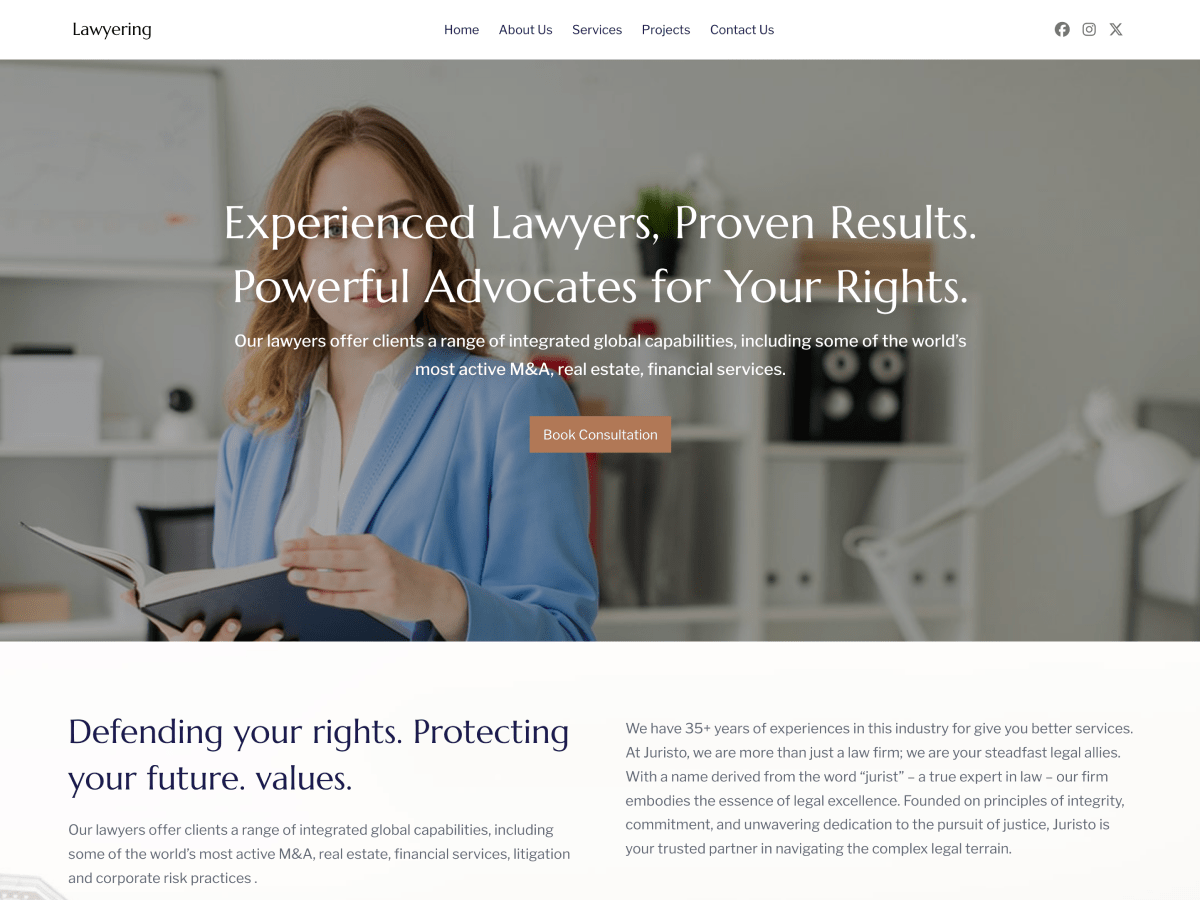 Lawyering
Home About Us Services Projects Contact Us
Experienced Lawyers, Proven Results.
Powerful Advocates for Your Rights.
Our lawyers offer clients a range of integrated global capabilities, including some of the world’s
most active M&A, real estate, financial services.
Book Consultation
Defending your rights. Protecting
your future. values.
Our lawyers offer clients a range of integrated global capabilities, including
some of the world’s most active M&A, real estate, financial services, litigation
and corporate risk practices .
We have 35+ years of experiences in this industry for give you better services.
At Juristo, we are more than just a law firm; we are your steadfast legal allies.
With a name derived from the word “jurist” – a true expert in law – our firm
embodies the essence of legal excellence. Founded on principles of integrity,
commitment, and unwavering dedication to the pursuit of justice, Juristo is
your trusted partner in navigating the complex legal terrain.